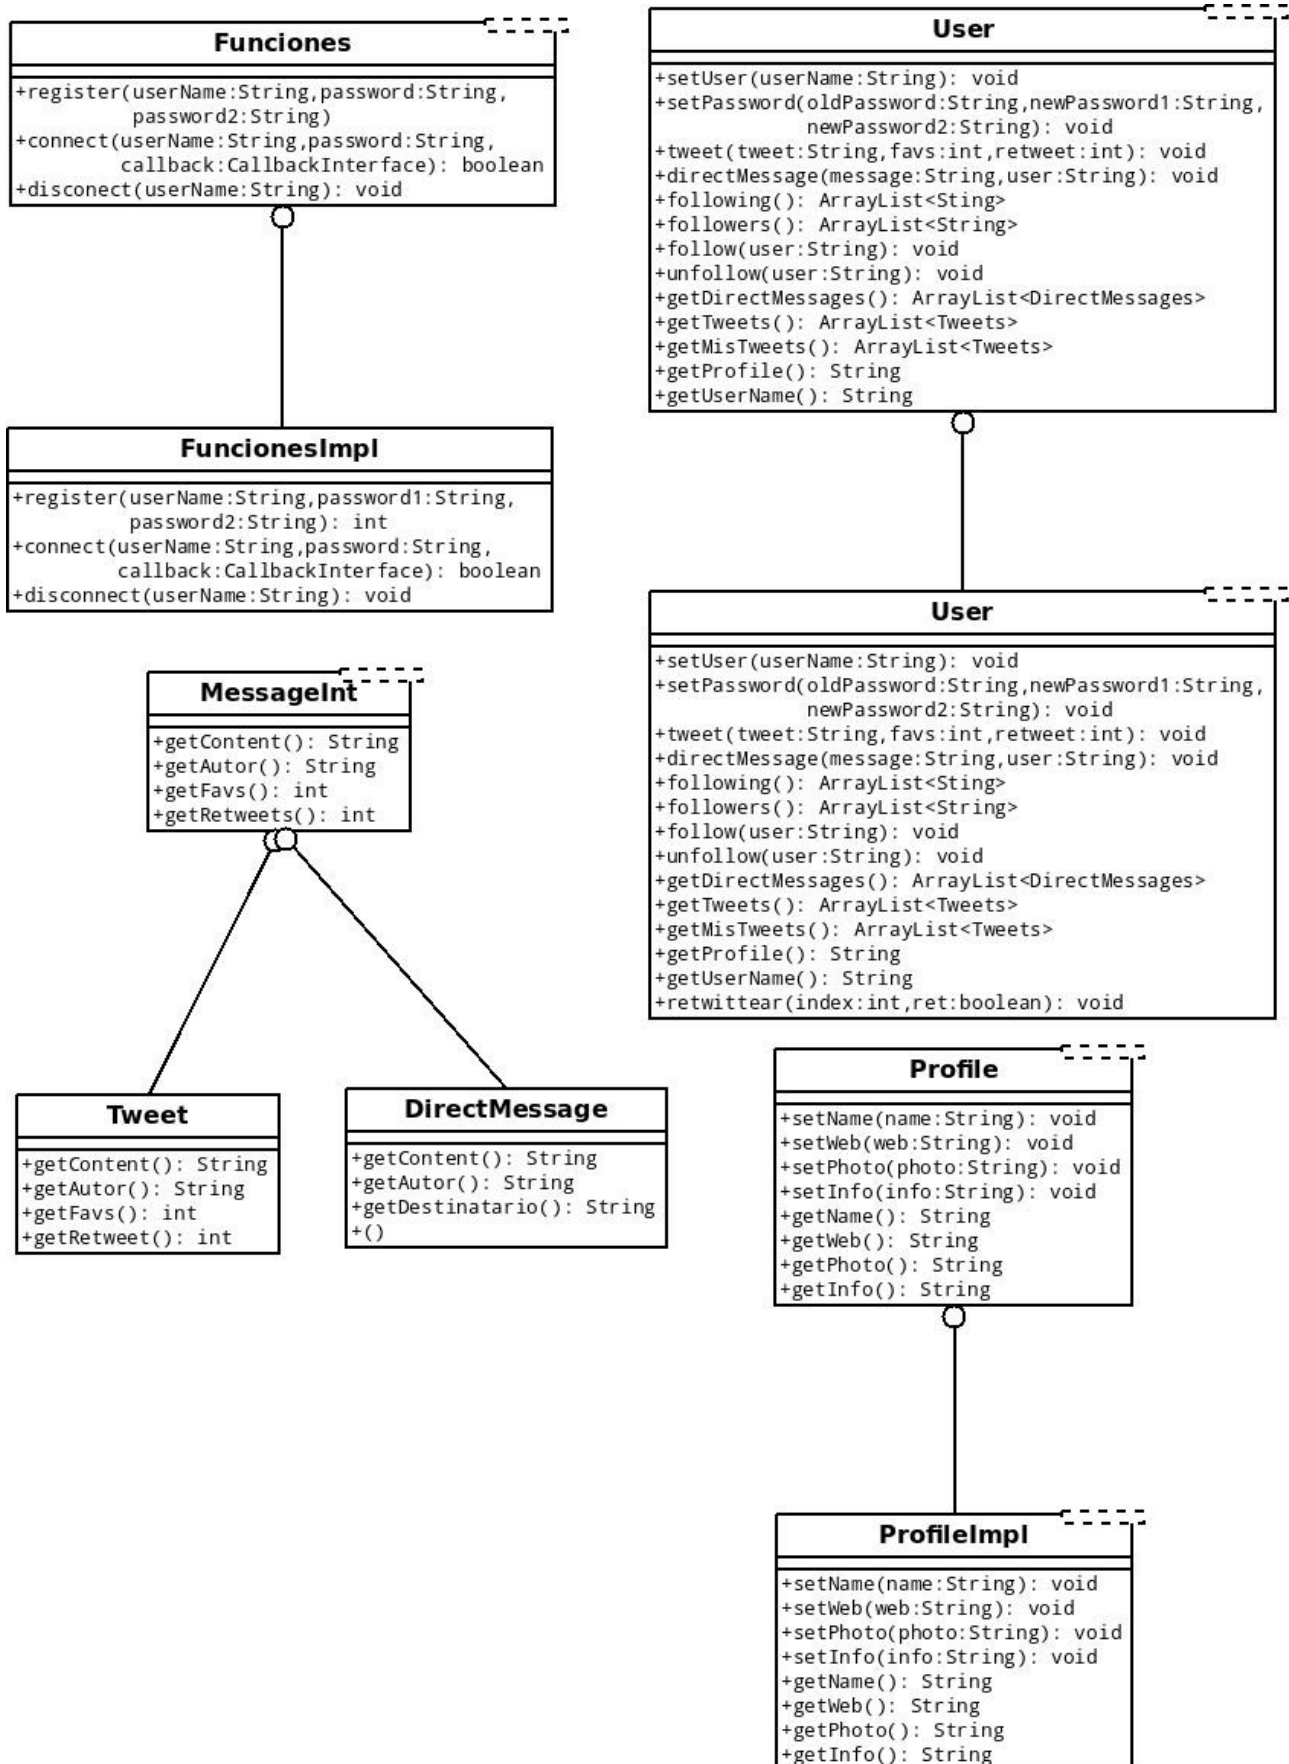 Funciones
+register(userName:String,password:String,
password2:String)
+connect(userName:String,password:String,
callback:CallbackInterface): boolean
+disconect(userName:String): void
FuncionesImpl
+register(userName:String,password1:String,
password2:String): int
+connect(userName:String,password:String,
callback:CallbackInterface): boolean
+disconnect(userName:String): void
MessageInt
+getContent(): String
+getAutor(): String
+getFavs(): int
+getRetweets(): int
Tweet
+getContent(): String
+getAutor(): String
+getFavs(): int
+getRetweet(): int
DirectMessage
+getContent(): String
+getAutor(): String
+getDestinatario(): String
+()
User
+setUser(userName:String): void
+setPassword(oldPassword:String,newPassword1:String,
newPassword2:String): void
+tweet(tweet:String,favs:int,retweet:int): void
+directMessage(message:String,user:String): void
+following(): ArrayList<Sting>
+followers(): ArrayList<String>
+follow(user:String): void
+unfollow(user:String): void
+getDirectMessages(): ArrayList<DirectMessages>
+getTweets(): ArrayList<Tweets>
+getMisTweets(): ArrayList<Tweets>
+getProfile(): String
+getUserName(): String
User
+setUser(userName:String): void
+setPassword(oldPassword:String,newPassword1:String,
newPassword2:String): void
+tweet(tweet:String,favs:int,retweet:int): void
+directMessage(message:String,user:String): void
+following(): ArrayList<Sting>
+followers(): ArrayList<String>
+follow(user:String): void
+unfollow(user:String): void
+getDirectMessages(): ArrayList<DirectMessages>
+getTweets(): ArrayList<Tweets>
+getMisTweets(): ArrayList<Tweets>
+getProfile(): String
+getUserName(): String
+retwittear(index:int,ret:boolean): void
Profile
+setName(name:String): void
+setWeb(web:String): void
+setPhoto(photo:String): void
+setInfo(info:String): void
+getName(): String
+getWeb(): String
+getPhoto(): String
+getInfo(): String
ProfileImpl
+setName(name:String): void
+setWeb(web:String): void
+setPhoto(photo:String): void
+setInfo(info:String): void
+getName(): String
+getWeb(): String
+getPhoto(): String
+getInfo(): String